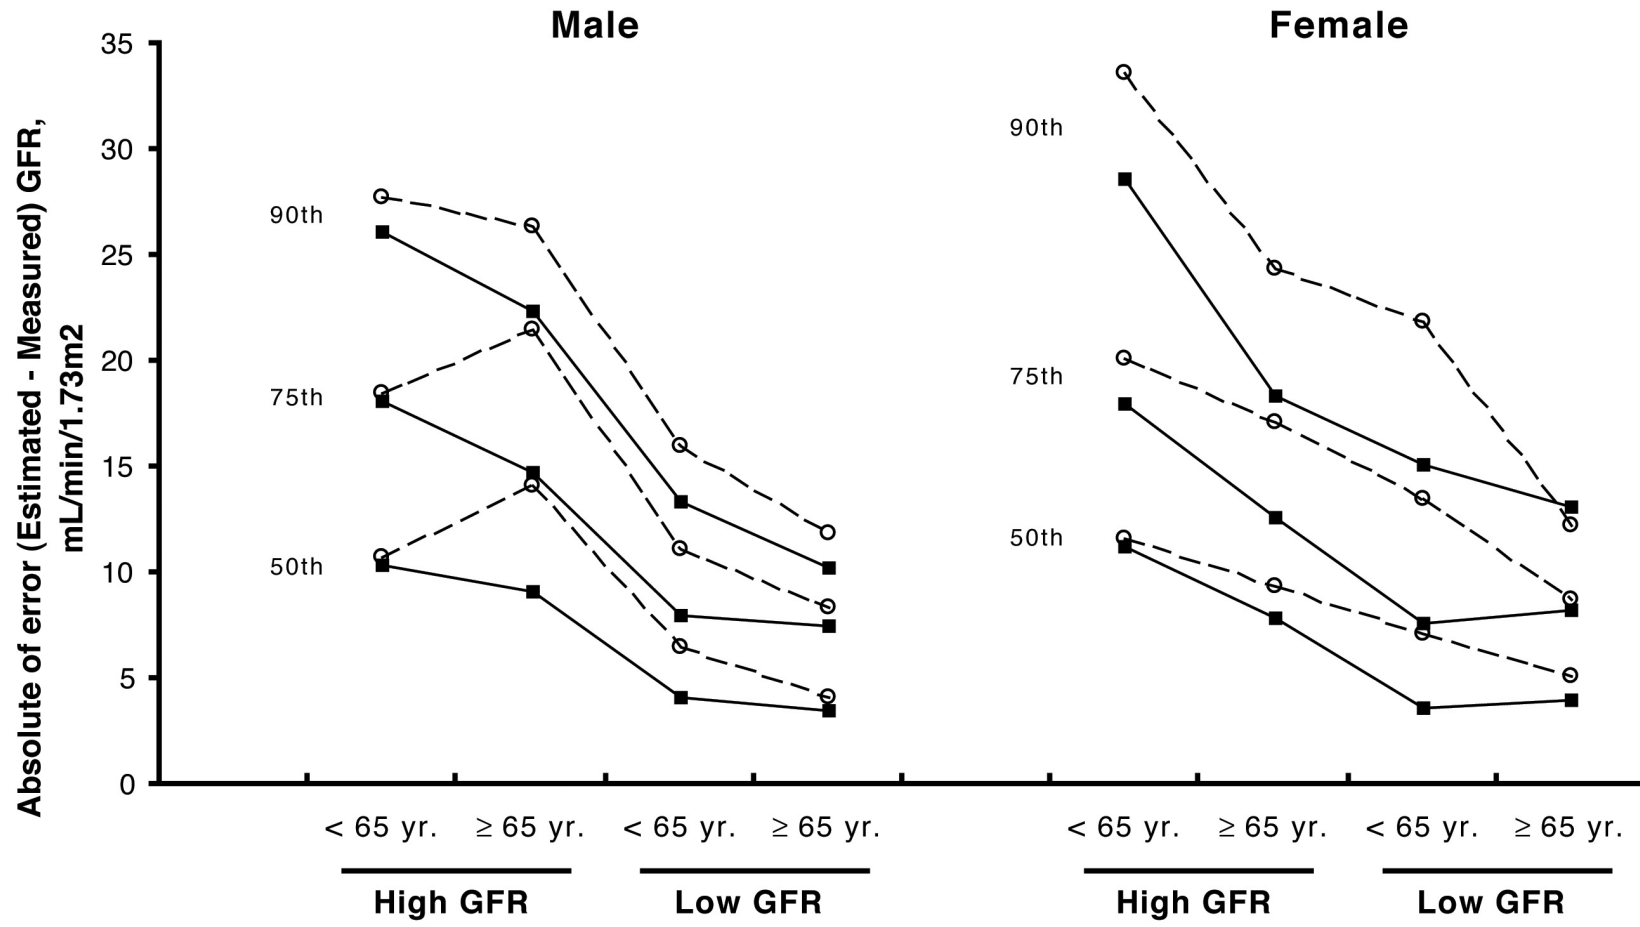 Male Female
Absolute of error (Estimated - Measured) GFR,
mL/min/1.73m2
35
30
25
20
15
10
5
0
90th
75th
50th
90th
75th
50th
< 65 yr. ≥ 65 yr. < 65 yr. ≥ 65 yr. < 65 yr. ≥ 65 yr. < 65 yr. ≥ 65 yr.
High GFR Low GFR High GFR Low GFR